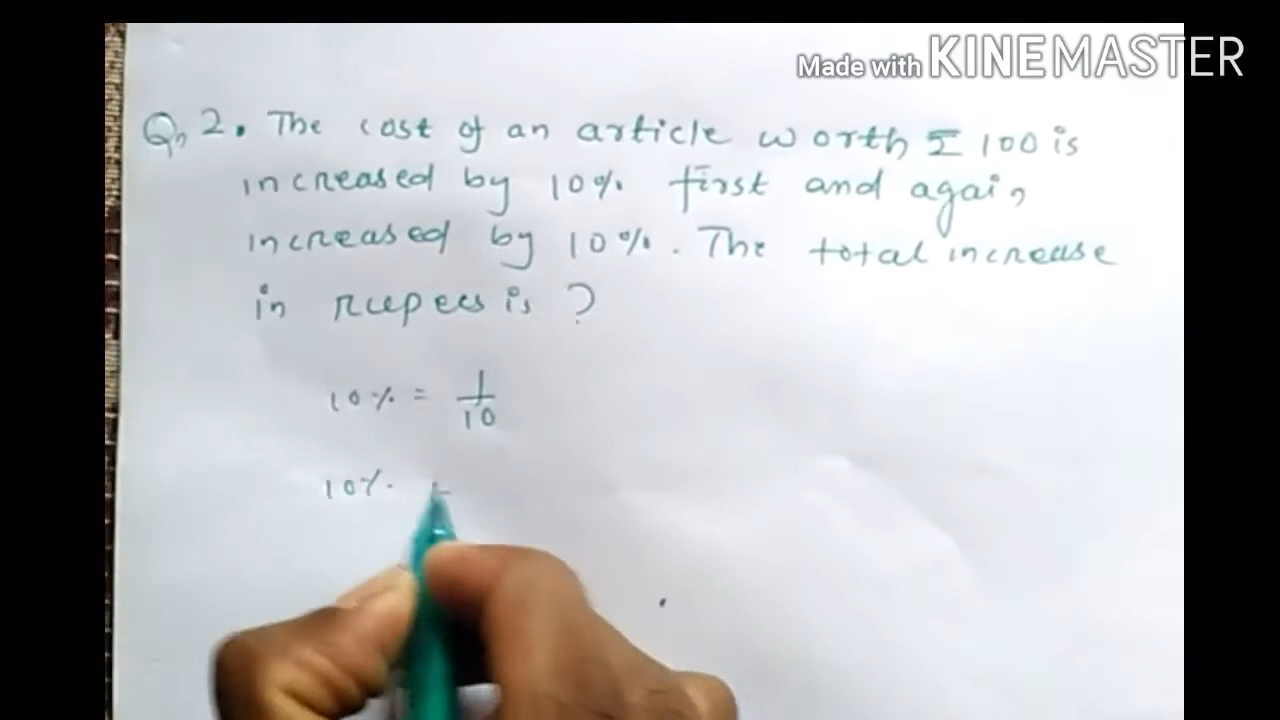 Made with KINEMASTER
Qn 2. The cost of an article worth ₹ 100 is
increased by 10% first and again
increased by 10%. The total increase
in rupees is ?
10% = 1/10
10% =